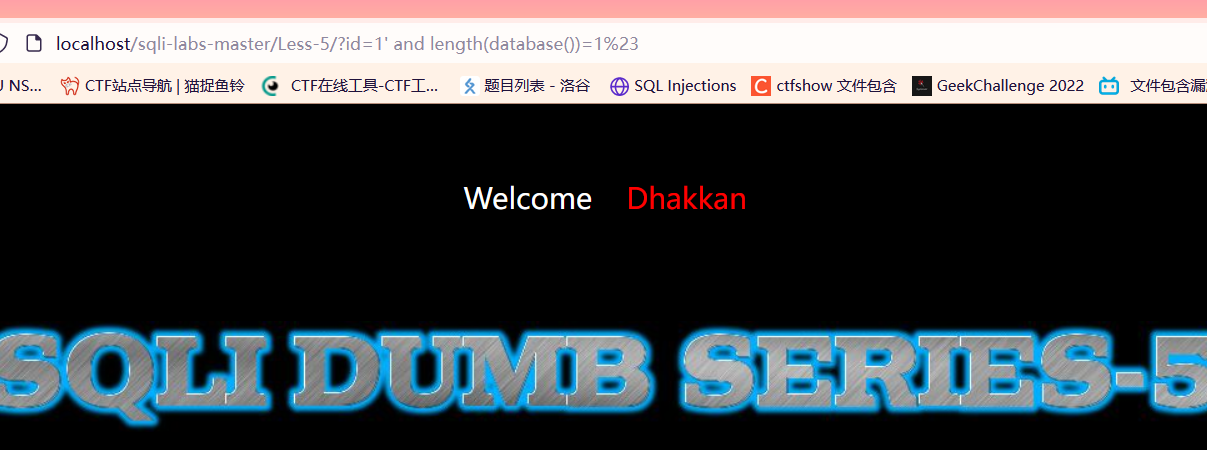 localhost/sqli-labs-master/Less-5/?id=1' and length(database())=1%23
J NS... CTF站点导航 | 猫捉鱼铃 CTF在线工具-CTF工... 题目列表 - 洛谷 SQL Injections C ctfshow 文件包含 GeekChallenge 2022 文件包含漏
Welcome Dhakkan
SQLI DUMB SERIES-5